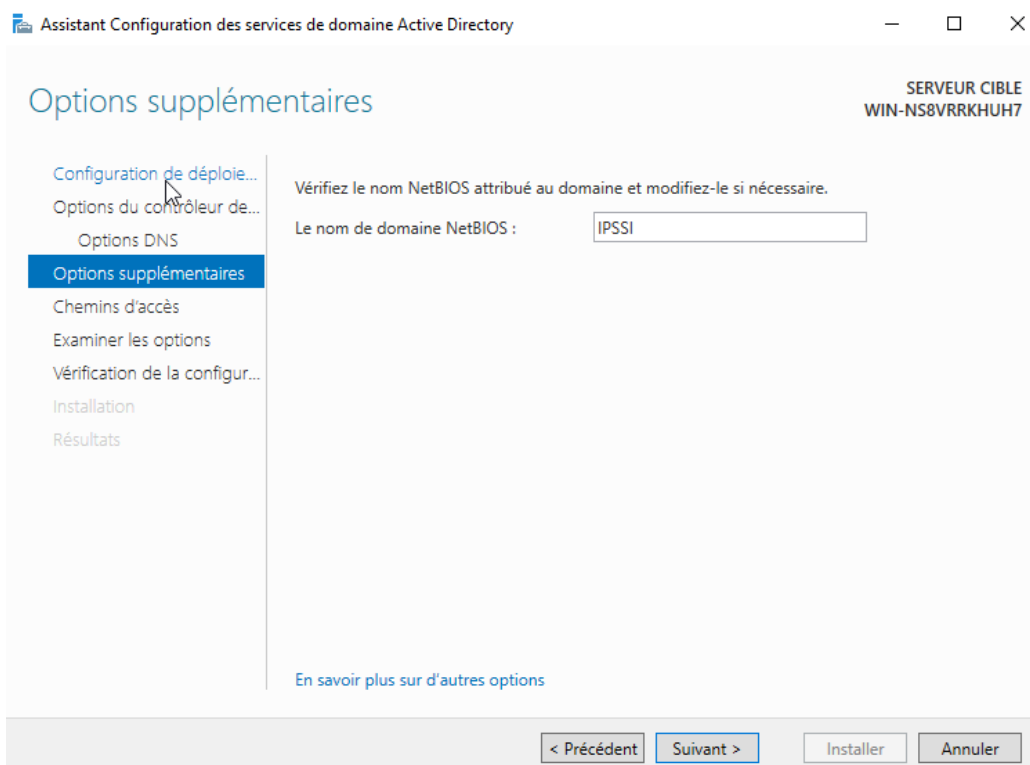 Assistant Configuration des services de domaine Active Directory
Options supplémentaires
SERVEUR CIBLE
WIN-NS8VRRKHUH7
Configuration de déploie...
Options du contrôleur de...
Options DNS
Options supplémentaires
Chemins d'accès
Examiner les options
Vérification de la configur...
Installation
Résultats
Vérifiez le nom NetBIOS attribué au domaine et modifiez-le si nécessaire.
Le nom de domaine NetBIOS : IPSSI
En savoir plus sur d'autres options
< Précédent Suivant > Installer Annuler